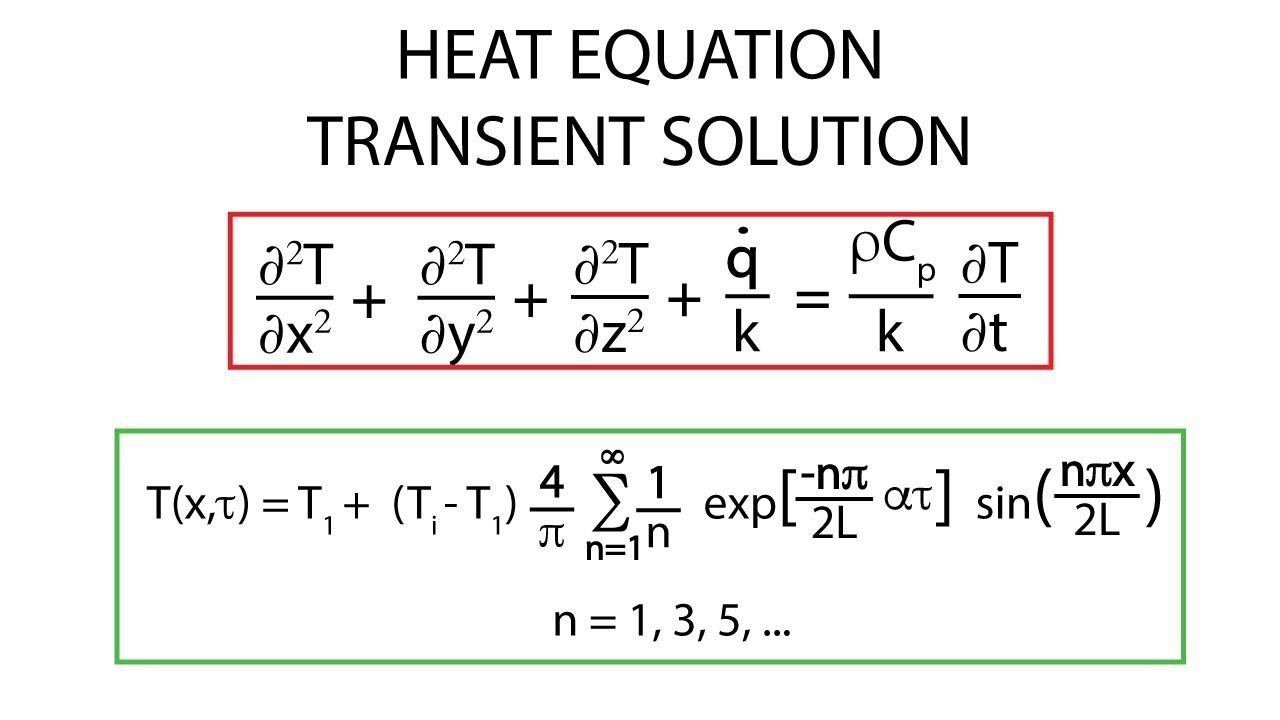 HEAT EQUATION
TRANSIENT SOLUTION
∂²T/∂x² + ∂²T/∂y² + ∂²T/∂z² + q̇/k = ρCₚ/k ∂T/∂t
T(x,τ) = T₁ + (Tᵢ - T₁) 4/π ∑_{n=1}^{∞} 1/n exp[-nπ/2L ατ] sin(nπx/2L)
n = 1, 3, 5, ...